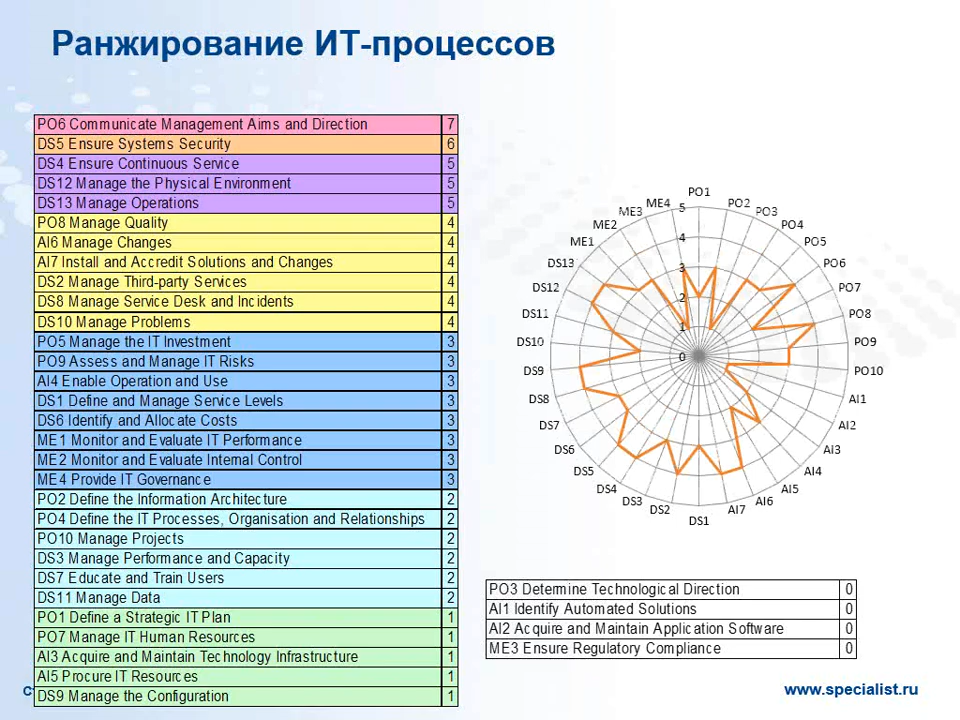 Ранжирование ИТ-процессов
PO6 Communicate Management Aims and Direction 7
DS5 Ensure Systems Security 6
DS4 Ensure Continuous Service 5
DS12 Manage the Physical Environment 5
DS13 Manage Operations 5
PO8 Manage Quality 4
AI6 Manage Changes 4
AI7 Install and Accredit Solutions and Changes 4
DS2 Manage Third-party Services 4
DS8 Manage Service Desk and Incidents 4
DS10 Manage Problems 4
PO5 Manage the IT Investment 3
PO9 Assess and Manage IT Risks 3
AI4 Enable Operation and Use 3
DS1 Define and Manage Service Levels 3
DS6 Identify and Allocate Costs 3
ME1 Monitor and Evaluate IT Performance 3
ME2 Monitor and Evaluate Internal Control 3
ME4 Provide IT Governance 3
PO2 Define the Information Architecture 2
PO4 Define the IT Processes, Organisation and Relationships 2
PO10 Manage Projects 2
DS3 Manage Performance and Capacity 2
DS7 Educate and Train Users 2
DS11 Manage Data 2
PO1 Define a Strategic IT Plan 1
PO7 Manage IT Human Resources 1
AI3 Acquire and Maintain Technology Infrastructure 1
AI5 Procure IT Resources 1
DS9 Manage the Configuration 1
PO1
PO2
PO3
PO4
PO5
PO6
PO7
PO8
PO9
PO10
AI1
AI2
AI3
AI4
AI5
AI6
AI7
DS1
DS2
DS3
DS4
DS5
DS6
DS7
DS8
DS9
DS10
DS11
DS12
DS13
ME1
ME2
ME3
ME4
5
4
3
2
1
0
PO3 Determine Technological Direction 0
AI1 Identify Automated Solutions 0
AI2 Acquire and Maintain Application Software 0
ME3 Ensure Regulatory Compliance 0
www.specialist.ru